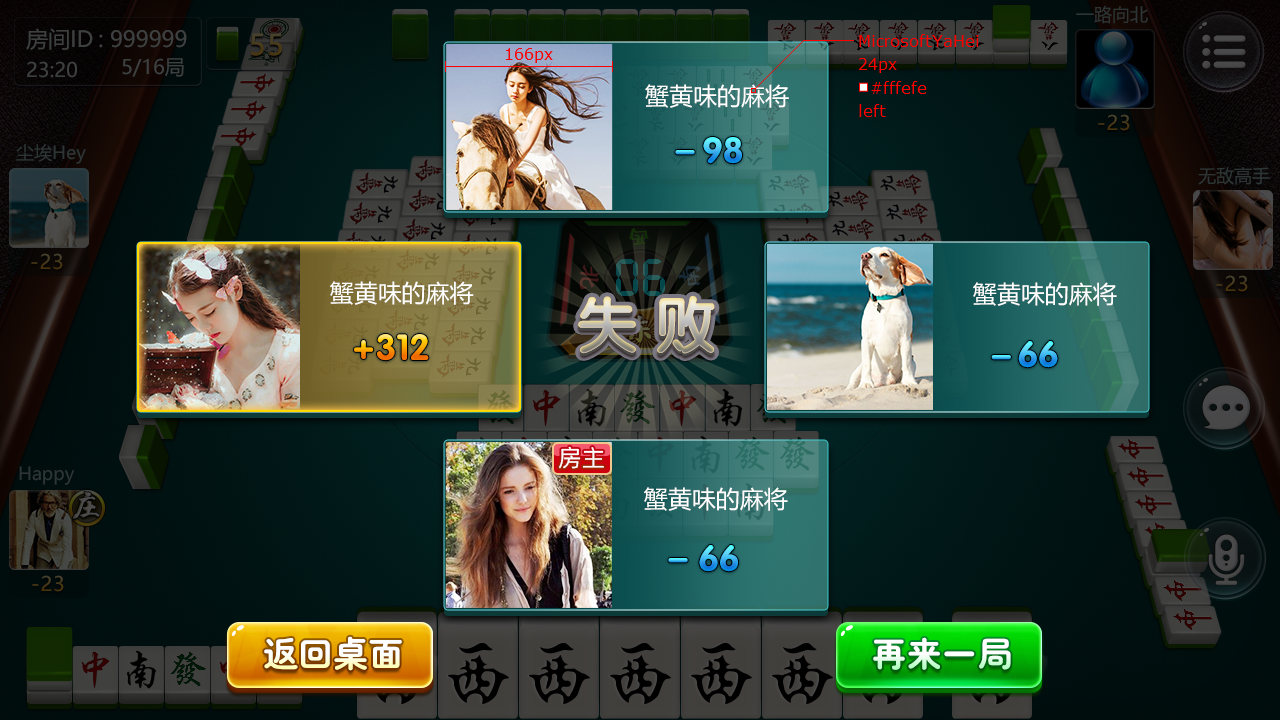 房间ID : 999999
23:20 5/16局
55
一路向北
-23
166px
MicrosoftYaHei
24px
#fffefe
left
蟹黄味的麻将
-98
尘埃Hey
-23
无敌高手
-23
蟹黄味的麻将
+312
06
失败
蟹黄味的麻将
-66
發 中 南 發 中 南
Happy
庄
-23
房主
蟹黄味的麻将
-66
返回桌面
再来一局
中 南 發
西 西 西 西 西